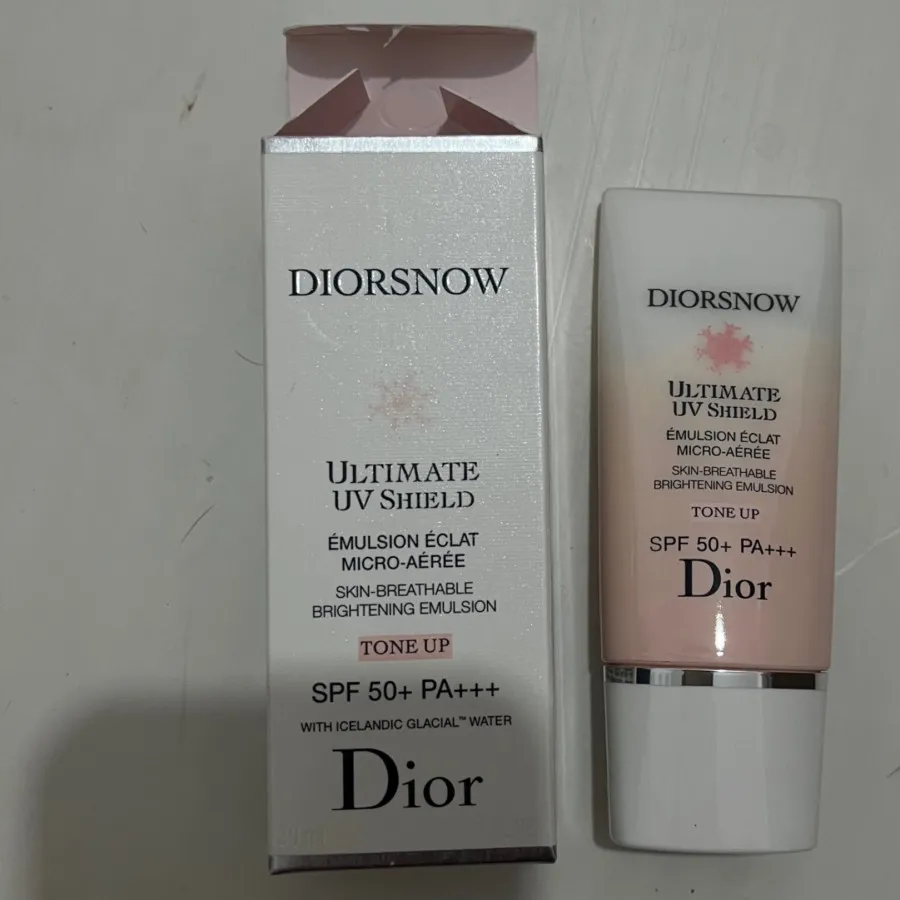 DIORSNOW
ULTIMATE
UV SHIELD
ÉMULSION ÉCLAT
MICRO-AÉRÉE
SKIN-BREATHABLE
BRIGHTENING EMULSION
TONE UP
SPF 50+ PA+++
WITH ICELANDIC GLACIAL™ WATER
Dior
DIORSNOW
ULTIMATE
UV SHIELD
ÉMULSION ÉCLAT
MICRO-AÉRÉE
SKIN-BREATHABLE
BRIGHTENING EMULSION
TONE UP
SPF 50+ PA+++
Dior